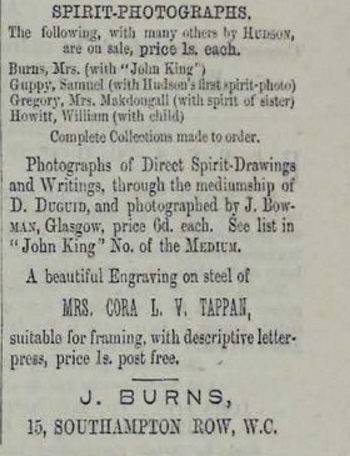 SPIRIT-PHOTOGRAPHS.
The following, with many others by HUDSON,
are on sale, price 1s. each.
Burns, Mrs. (with "John King")
Guppy, Samuel (with Hudson's first spirit-photo)
Gregory, Mrs. Makdougall (with spirit of sister)
Howitt, William (with child)
Complete Collections made to order.
Photographs of Direct Spirit-Drawings
and Writings, through the mediumship of
D. DUGUID, and photographed by J. BOW-
MAN, Glasgow, price 6d. each. See list in
"John King" No. of the MEDIUM.
A beautiful Engraving on steel of
MRS. CORA L. V. TAPPAN,
suitable for framing, with descriptive letter-
press, price 1s. post free.
J. BURNS,
15, SOUTHAMPTON ROW, W.C.